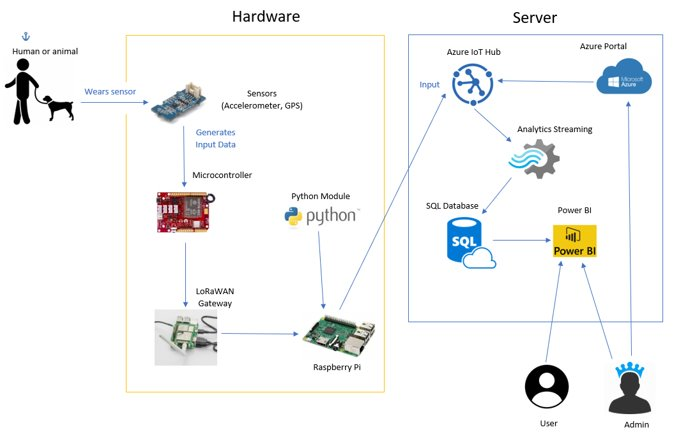 Hardware
Server
Human or animal
Wears sensor
Sensors
(Accelerometer, GPS)
Generates
Input Data
Microcontroller
Python Module
python
LoRaWAN
Gateway
Raspberry Pi
Azure IoT Hub
Azure Portal
Input
Microsoft
Azure
Analytics Streaming
SQL Database
SQL
Power BI
Power BI
User
Admin